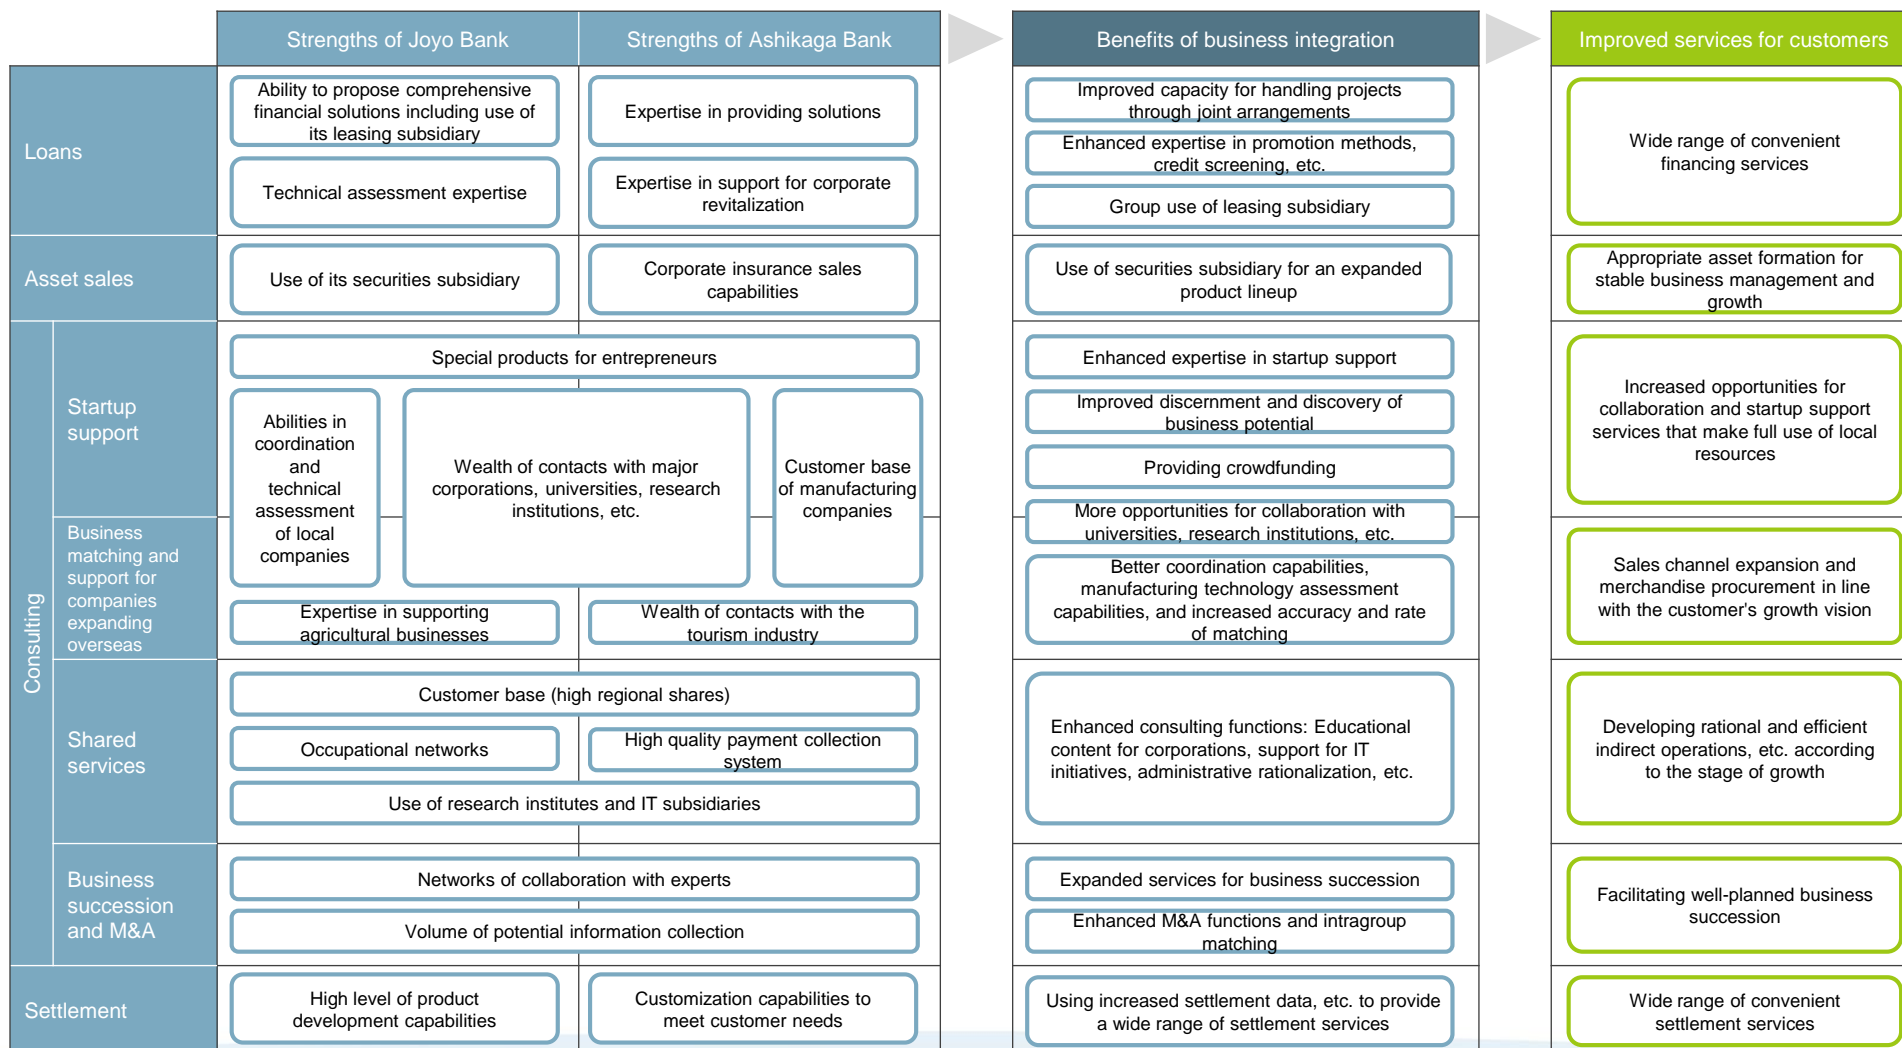 Strengths of Joyo Bank
Strengths of Ashikaga Bank
Benefits of business integration
Improved services for customers
Loans
Ability to propose comprehensive
financial solutions including use of
its leasing subsidiary
Expertise in providing solutions
Technical assessment expertise
Expertise in support for corporate
revitalization
Improved capacity for handling projects
through joint arrangements
Enhanced expertise in promotion methods,
credit screening, etc.
Group use of leasing subsidiary
Wide range of convenient
financing services
Asset sales
Use of its securities subsidiary
Corporate insurance sales
capabilities
Use of securities subsidiary for an expanded
product lineup
Appropriate asset formation for
stable business management and
growth
Consulting
Startup
support
Special products for entrepreneurs
Abilities in
coordination
and
technical
assessment
of local
companies
Wealth of contacts with major
corporations, universities, research
institutions, etc.
Customer base
of manufacturing
companies
Enhanced expertise in startup support
Improved discernment and discovery of
business potential
Providing crowdfunding
More opportunities for collaboration with
universities, research institutions, etc.
Increased opportunities for
collaboration and startup support
services that make full use of local
resources
Business
matching and
support for
companies
expanding
overseas
Expertise in supporting
agricultural businesses
Wealth of contacts with the
tourism industry
Better coordination capabilities,
manufacturing technology assessment
capabilities, and increased accuracy and rate
of matching
Sales channel expansion and
merchandise procurement in line
with the customer's growth vision
Shared
services
Customer base (high regional shares)
Occupational networks
High quality payment collection
system
Use of research institutes and IT subsidiaries
Enhanced consulting functions: Educational
content for corporations, support for IT
initiatives, administrative rationalization, etc.
Developing rational and efficient
indirect operations, etc. according
to the stage of growth
Business
succession
and M&A
Networks of collaboration with experts
Volume of potential information collection
Expanded services for business succession
Enhanced M&A functions and intragroup
matching
Facilitating well-planned business
succession
Settlement
High level of product
development capabilities
Customization capabilities to
meet customer needs
Using increased settlement data, etc. to provide
a wide range of settlement services
Wide range of convenient
settlement services